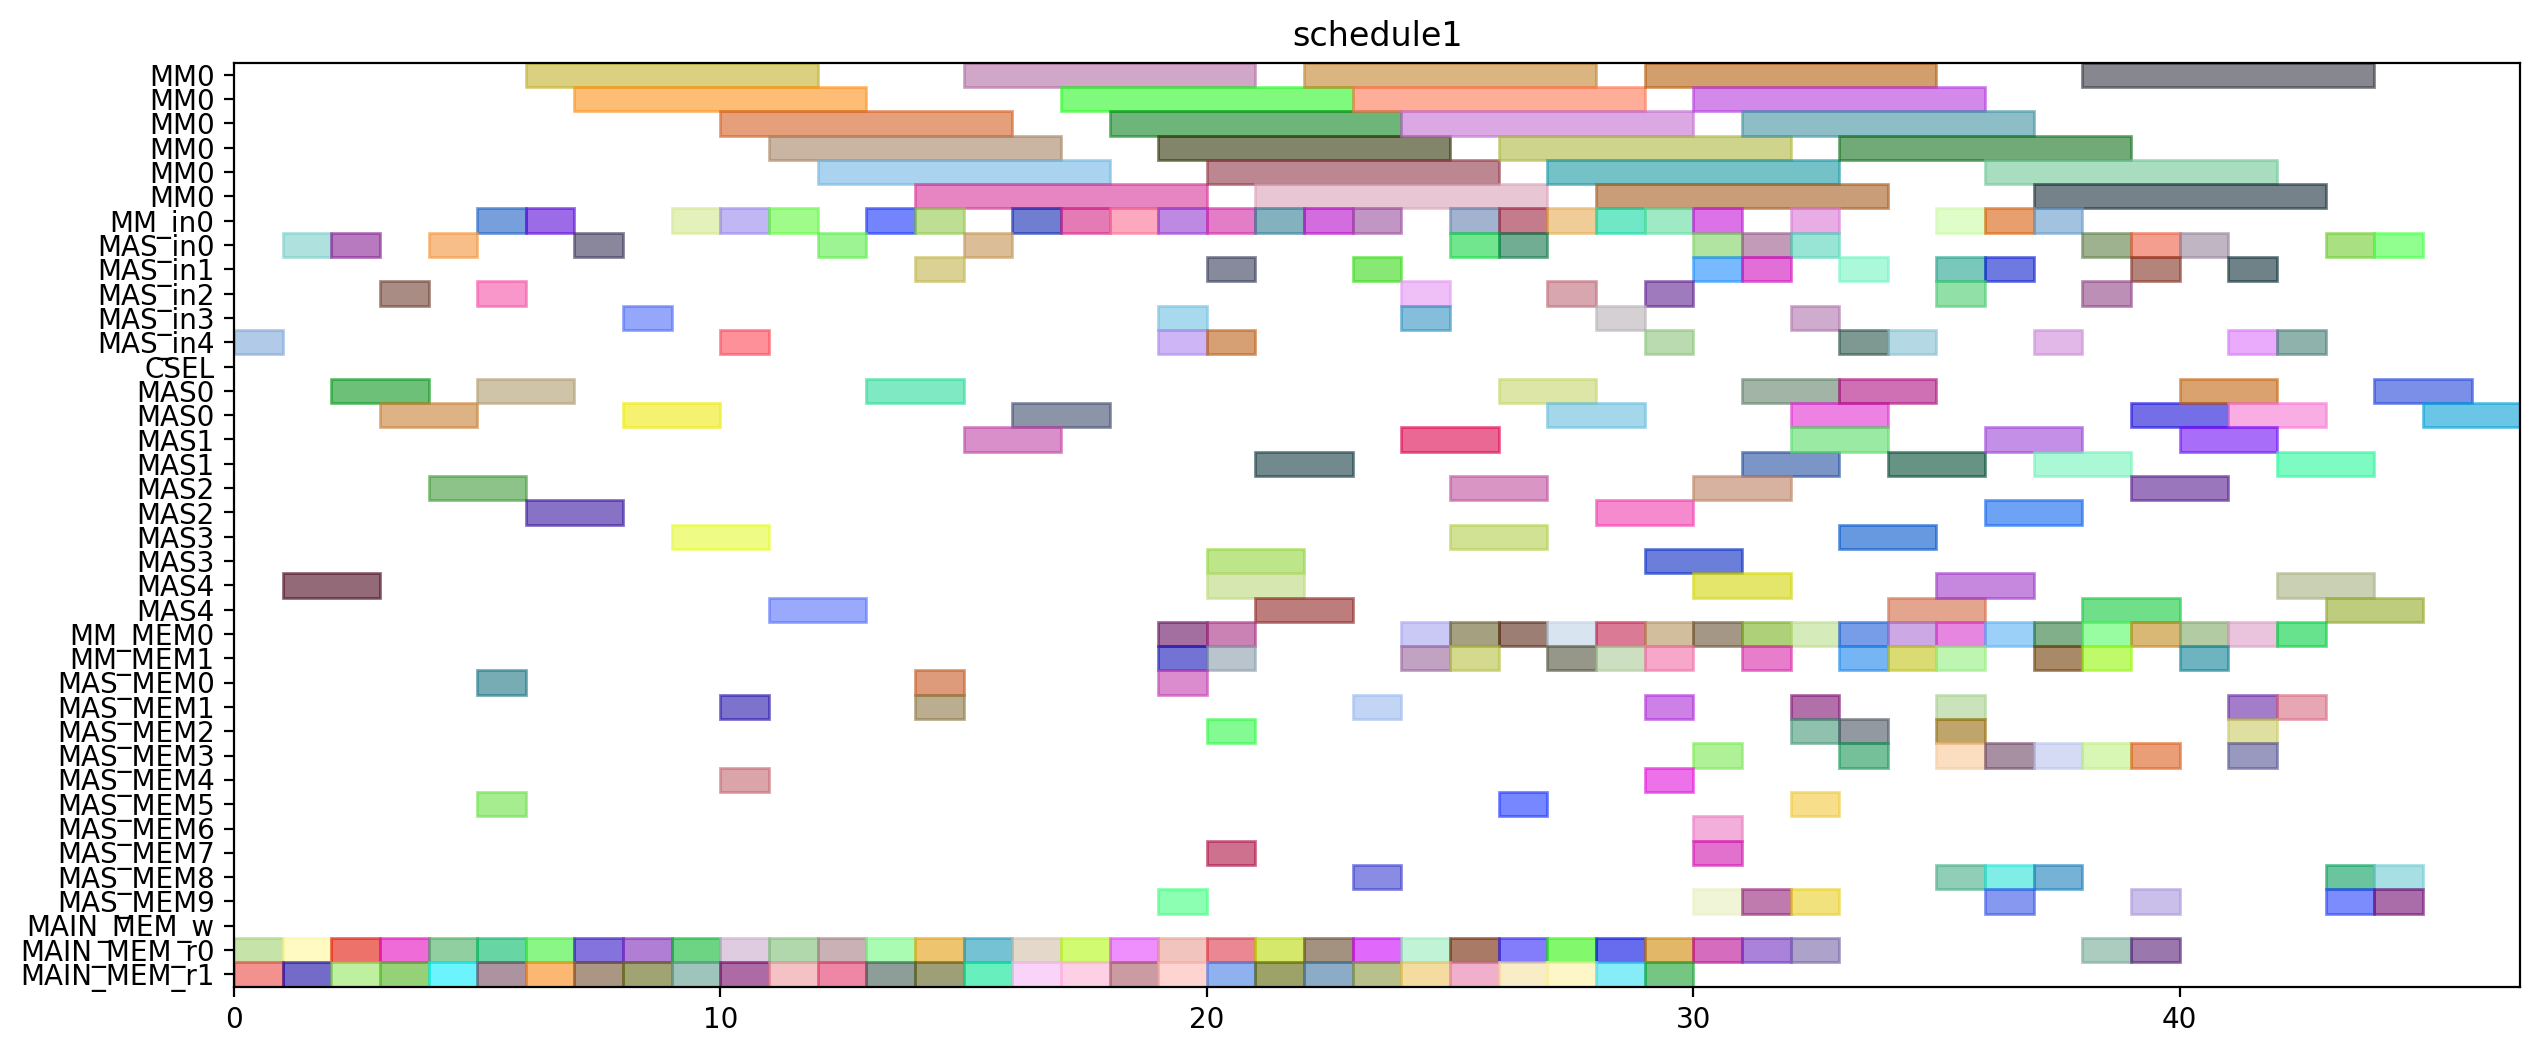 schedule1
MM0
MM0
MM0
MM0
MM0
MM0
MM_in0
MAS_in0
MAS_in1
MAS_in2
MAS_in3
MAS_in4
CSEL
MAS0
MAS0
MAS1
MAS1
MAS2
MAS2
MAS3
MAS3
MAS4
MAS4
MM_MEM0
MM_MEM1
MAS_MEM0
MAS_MEM1
MAS_MEM2
MAS_MEM3
MAS_MEM4
MAS_MEM5
MAS_MEM6
MAS_MEM7
MAS_MEM8
MAS_MEM9
MAIN_MEM_w
MAIN_MEM_r0
MAIN_MEM_r1
0 10 20 30 40